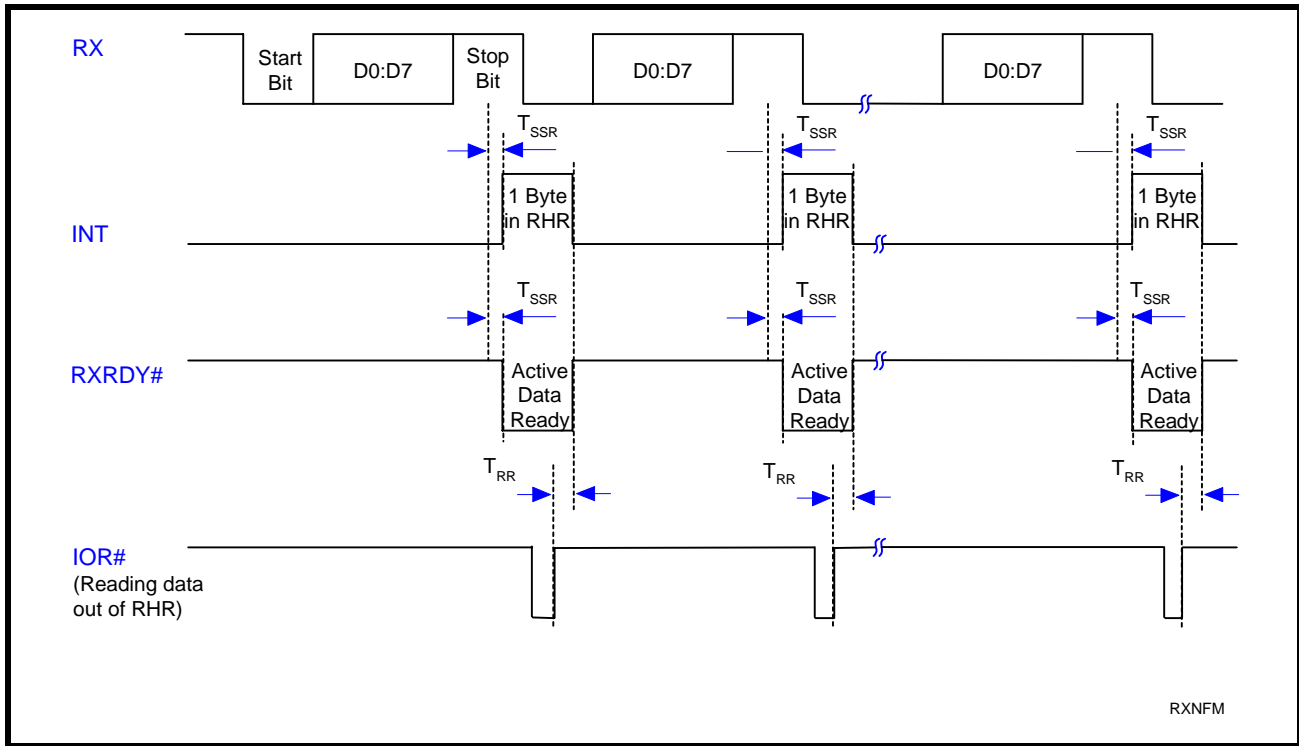 RX
Start
Bit
D0:D7
Stop
Bit
D0:D7
D0:D7
TSSR
TSSR
TSSR
INT
1 Byte
in RHR
1 Byte
in RHR
1 Byte
in RHR
TSSR
TSSR
TSSR
RXRDY#
Active
Data
Ready
Active
Data
Ready
Active
Data
Ready
TRR
TRR
TRR
IOR#
(Reading data
out of RHR)
RXNFM